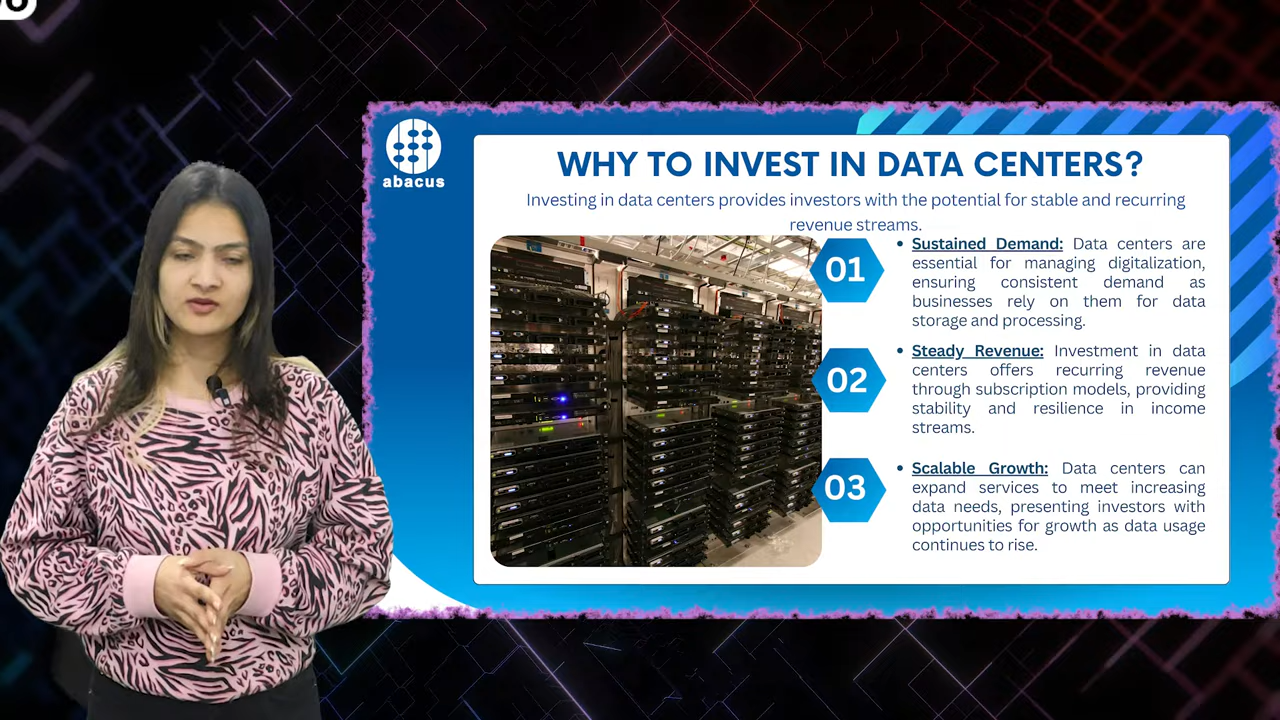 abacus
WHY TO INVEST IN DATA CENTERS?
Investing in data centers provides investors with the potential for stable and recurring
revenue streams.
01
• Sustained Demand: Data centers are
essential for managing digitalization,
ensuring consistent demand as
businesses rely on them for data
storage and processing.
02
• Steady Revenue: Investment in data
centers offers recurring revenue
through subscription models, providing
stability and resilience in income
streams.
03
• Scalable Growth: Data centers can
expand services to meet increasing
data needs, presenting investors with
opportunities for growth as data usage
continues to rise.